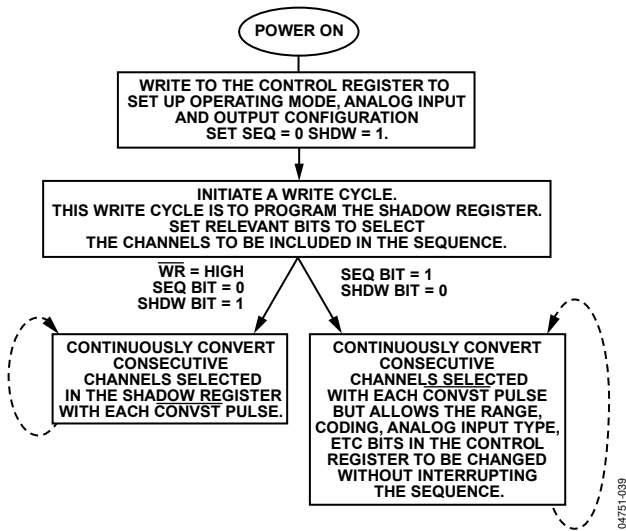 POWER ON
WRITE TO THE CONTROL REGISTER TO
SET UP OPERATING MODE, ANALOG INPUT
AND OUTPUT CONFIGURATION
SET SEQ = 0 SHDW = 1.
INITIATE A WRITE CYCLE.
THIS WRITE CYCLE IS TO PROGRAM THE SHADOW REGISTER.
SET RELEVANT BITS TO SELECT
THE CHANNELS TO BE INCLUDED IN THE SEQUENCE.
W̅R̅ = HIGH
SEQ BIT = 0
SHDW BIT = 1
SEQ BIT = 1
SHDW BIT = 0
CONTINUOUSLY CONVERT
CONSECUTIVE
CHANNELS SELECTED
IN THE SHADOW REGISTER
WITH EACH C̅O̅N̅V̅S̅T̅ PULSE.
CONTINUOUSLY CONVERT
CONSECUTIVE
CHANNELS SELECTED
WITH EACH C̅O̅N̅V̅S̅T̅ PULSE
BUT ALLOWS THE RANGE,
CODING, ANALOG INPUT TYPE,
ETC BITS IN THE CONTROL
REGISTER TO BE CHANGED
WITHOUT INTERRUPTING
THE SEQUENCE.
04751-039